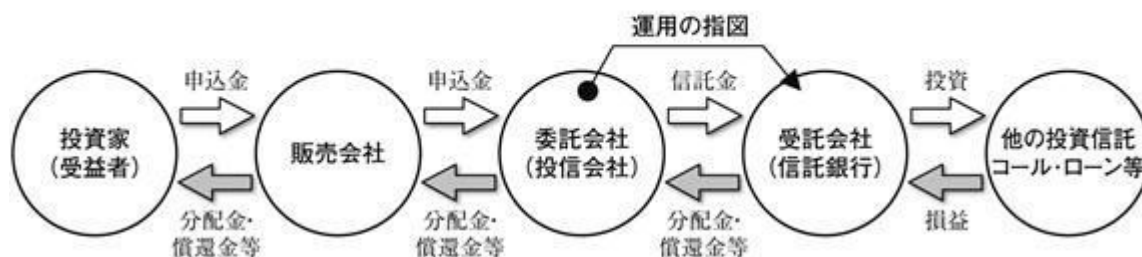 運用の指図
申込金
申込金
信託金
投資
投資家
(受益者)
販売会社
委託会社
(投信会社)
受託会社
(信託銀行)
他の投資信託
コール・ローン等
分配金・
償還金等
分配金・
償還金等
分配金・
償還金等
損益